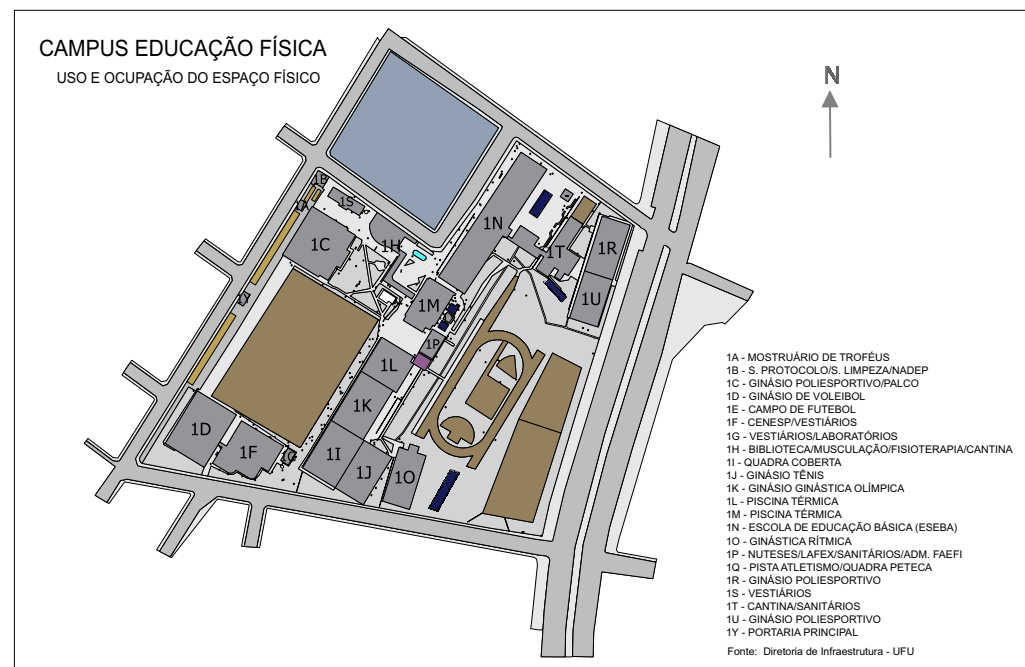 CAMPUS EDUCAÇÃO FÍSICA
USO E OCUPAÇÃO DO ESPAÇO FÍSICO
N
1B
1A
1S
1C
1H
1N
1T
1R
1U
1Y
1M
1P
1L
1K
1D
1F
1G
1I
1J
1O
1A - MOSTRUÁRIO DE TROFÉUS
1B - S. PROTOCOLO/S. LIMPEZA/NADEP
1C - GINÁSIO POLIESPORTIVO/PALCO
1D - GINÁSIO DE VOLEIBOL
1E - CAMPO DE FUTEBOL
1F - CENESP/VESTIÁRIOS
1G - VESTIÁRIOS/LABORATÓRIOS
1H - BIBLIOTECA/MUSCULAÇÃO/FISIOTERAPIA/CANTINA
1I - QUADRA COBERTA
1J - GINÁSIO TÊNIS
1K - GINÁSIO GINÁSTICA OLÍMPICA
1L - PISCINA TÉRMICA
1M - PISCINA TÉRMICA
1N - ESCOLA DE EDUCAÇÃO BÁSICA (ESEBA)
1O - GINÁSTICA RÍTMICA
1P - NUTESES/LAFEX/SANITÁRIOS/ADM. FAEFI
1Q - PISTA ATLETISMO/QUADRA PETECA
1R - GINÁSIO POLIESPORTIVO
1S - VESTIÁRIOS
1T - CANTINA/SANITÁRIOS
1U - GINÁSIO POLIESPORTIVO
1Y - PORTARIA PRINCIPAL
Fonte: Diretoria de Infraestrutura - UFU